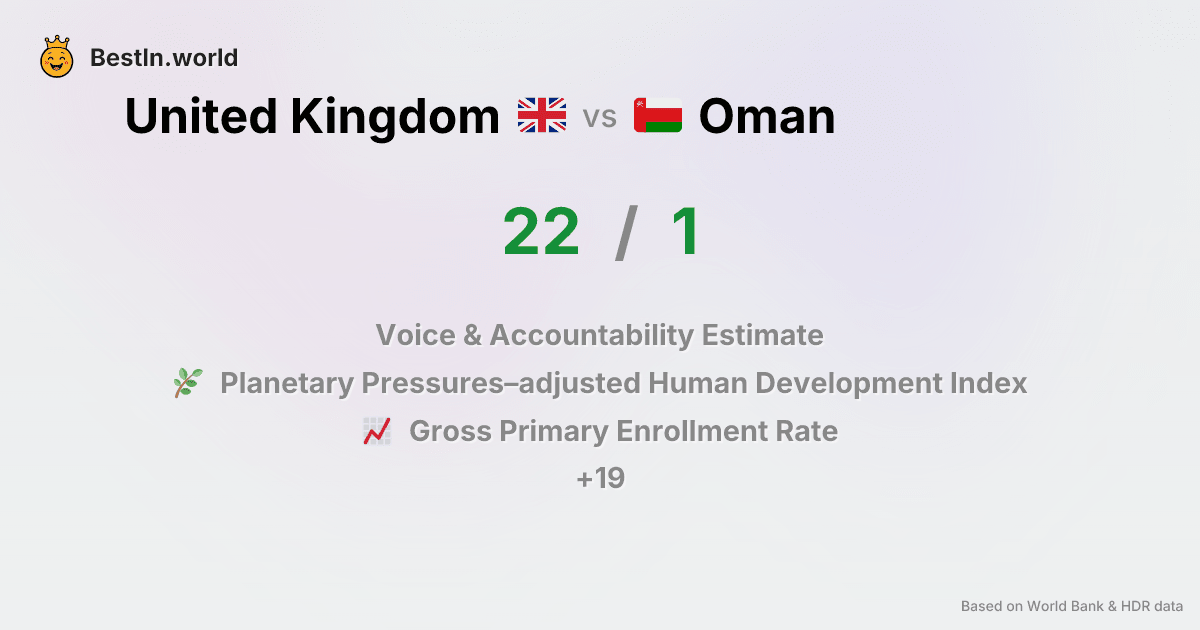 BestIn.world
United Kingdom vs Oman
22 / 1
Voice & Accountability Estimate
Planetary Pressures–adjusted Human Development Index
Gross Primary Enrollment Rate
+19
Based on World Bank & HDR data